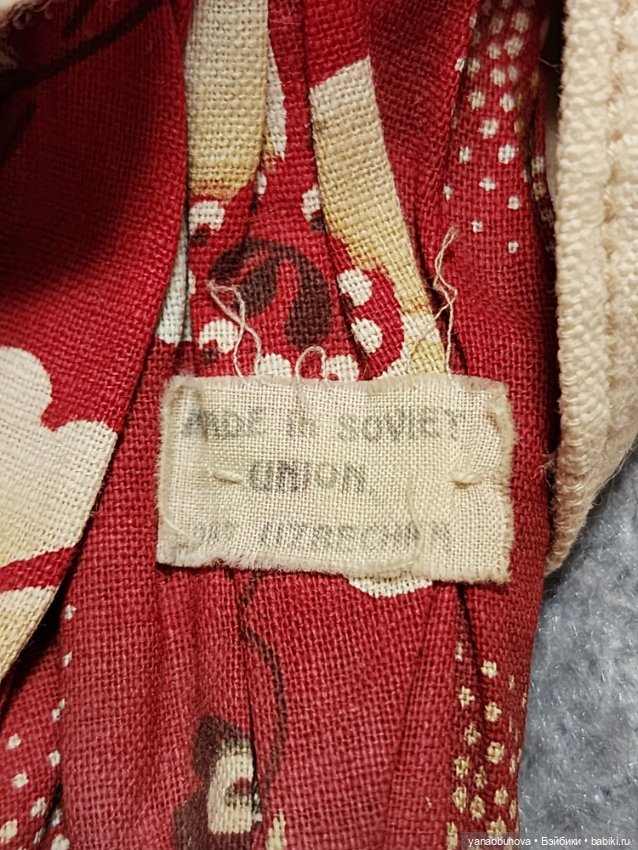 MADE in SOVIET
UNION.
yanaobuhova • Бэйбики • babiki.ru